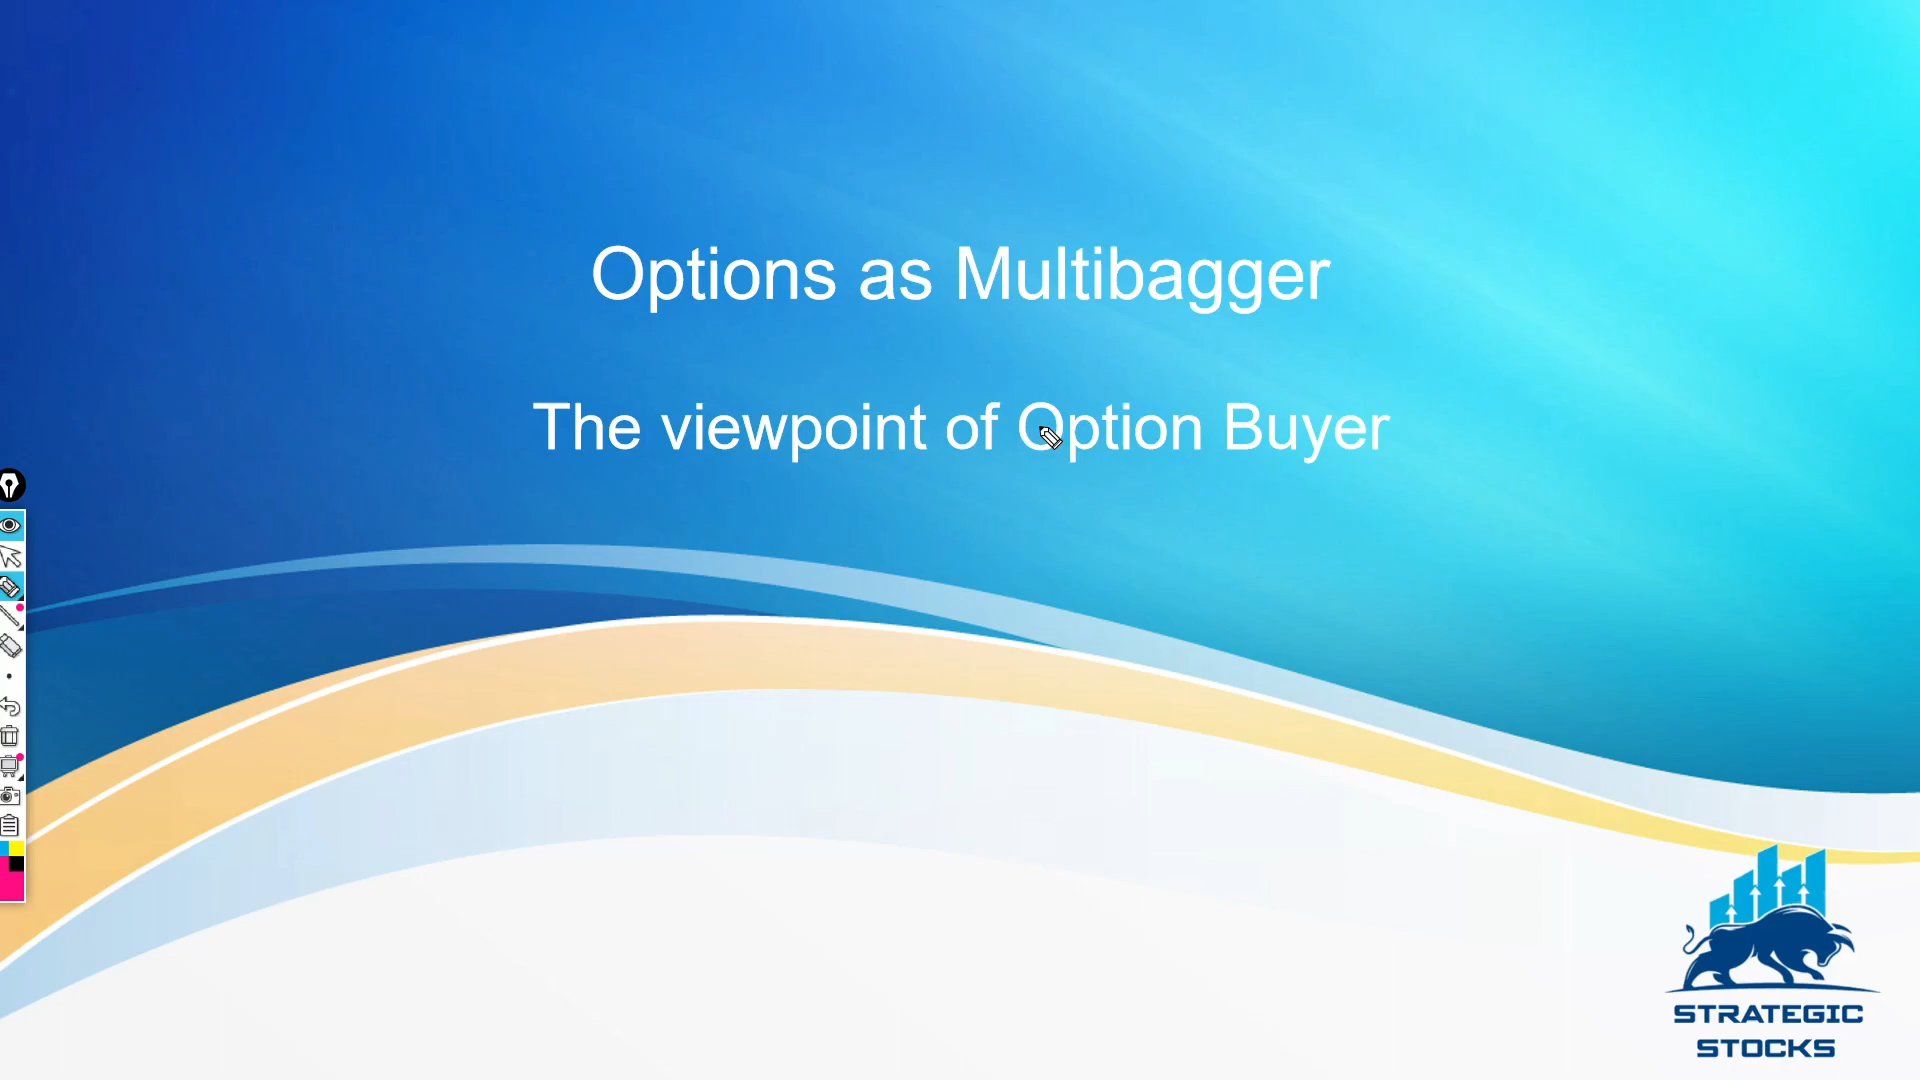 Options as Multibagger
The viewpoint of Option Buyer
STRATEGIC
STOCKS